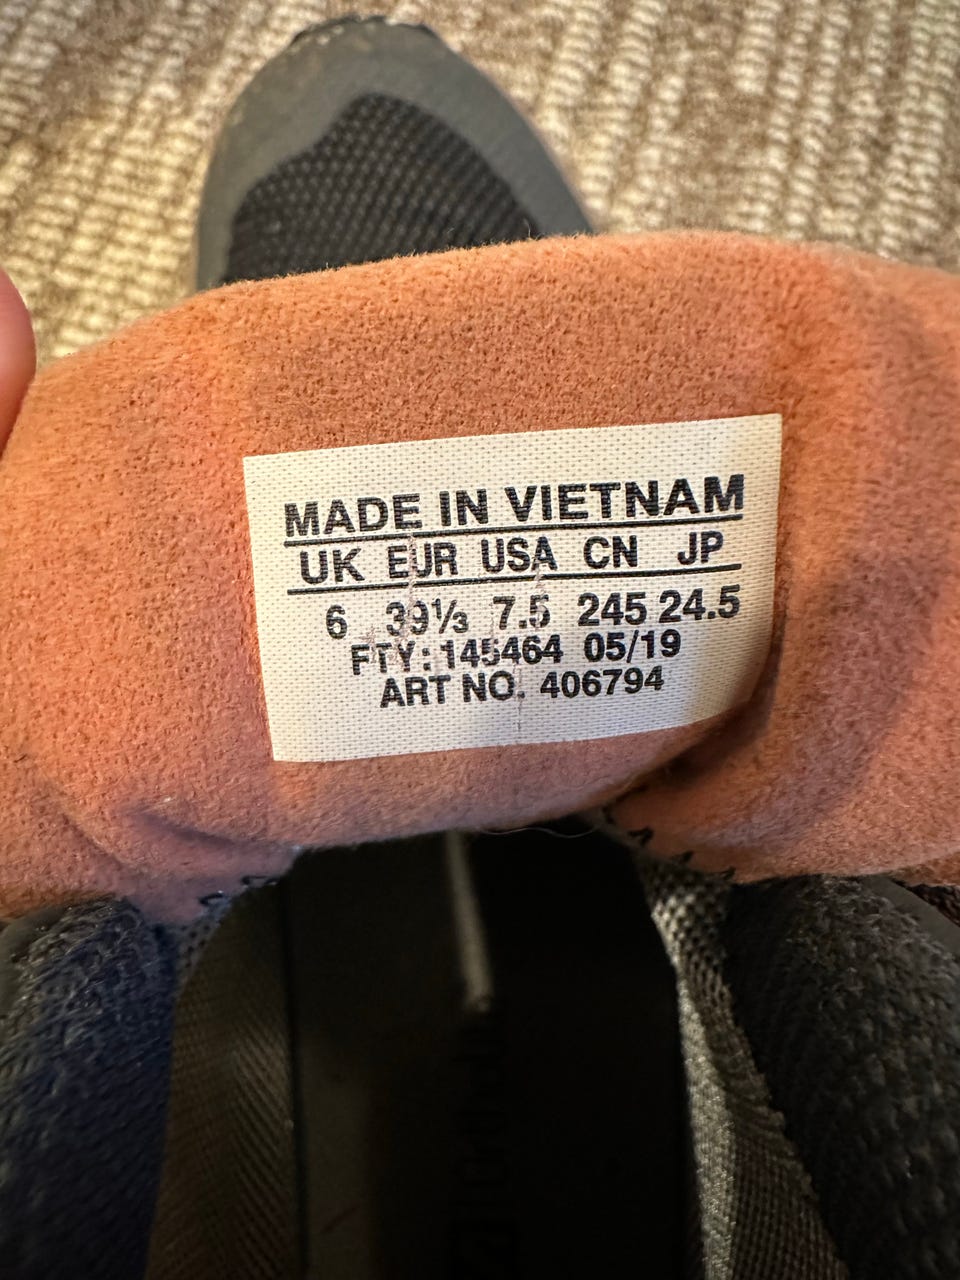 MADE IN VIETNAM
UK EUR USA CN JP
6 39⅓ 7.5 245 24.5
FTY: 145464 05/19
ART NO. 406794